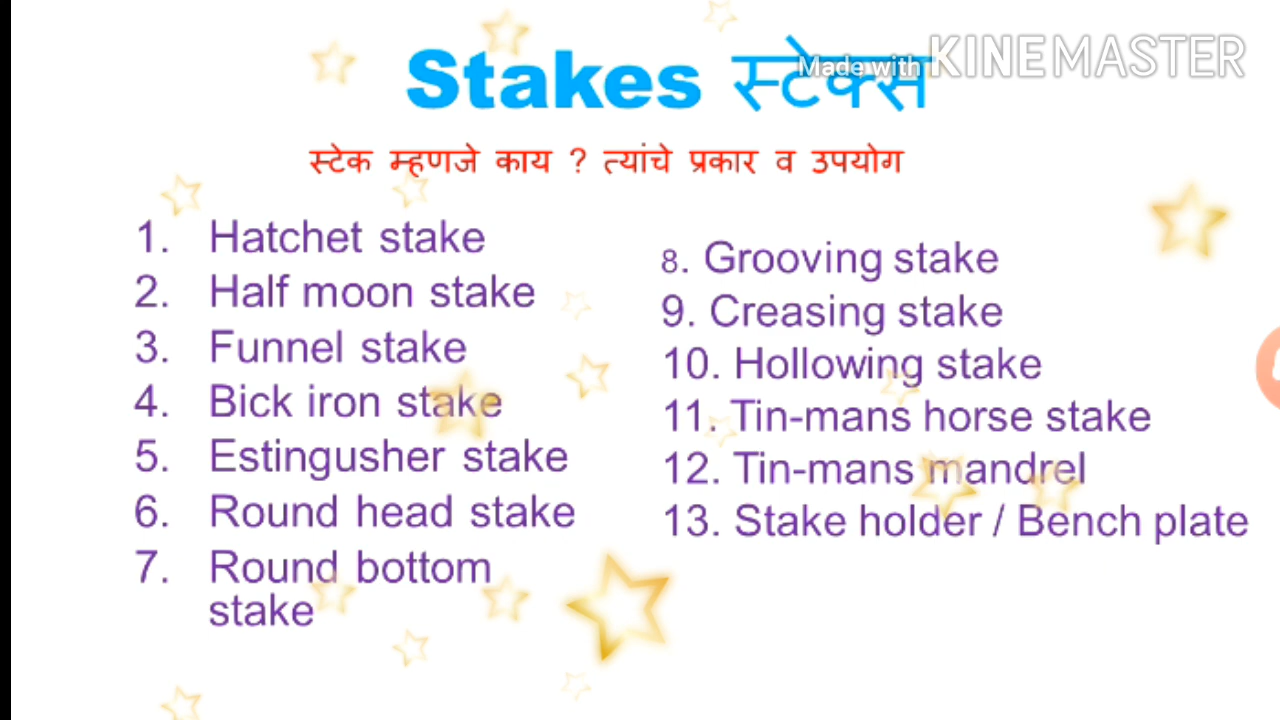 Stakes स्टेक्स
Made with KINEMASTER
स्टेक म्हणजे काय ? त्यांचे प्रकार व उपयोग
1. Hatchet stake
2. Half moon stake
3. Funnel stake
4. Bick iron stake
5. Estingusher stake
6. Round head stake
7. Round bottom
stake
8. Grooving stake
9. Creasing stake
10. Hollowing stake
11. Tin-mans horse stake
12. Tin-mans mandrel
13. Stake holder / Bench plate